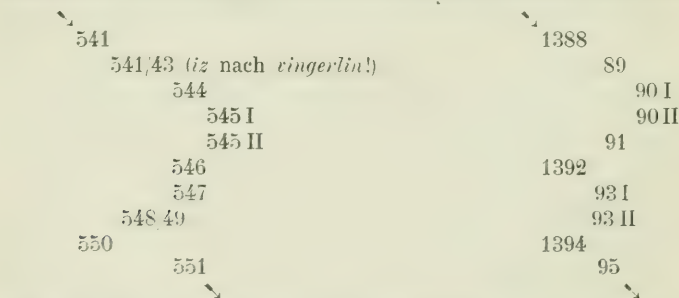 541
541/43 (iz nach vingerlin!)
544
545 I
545 II
546
547
548/49
550
551
1388
89
90 I
90 II
91
1392
93 I
93 II
1394
95